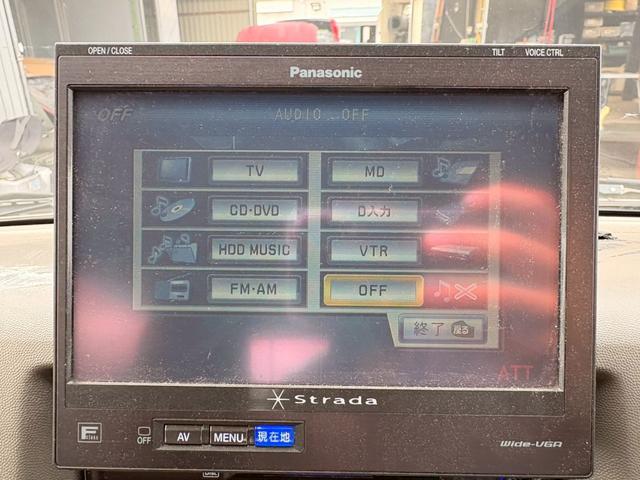 OPEN / CLOSE TILT VOICE CTRL
Panasonic
OFF AUDIO OFF
TV MD
CD・DVD D入力
HDD MUSIC VTR
FM・AM OFF
終了 戻る
ATT
Strada
F OFF AV MENU 現在地 Wide-VGA
DISC